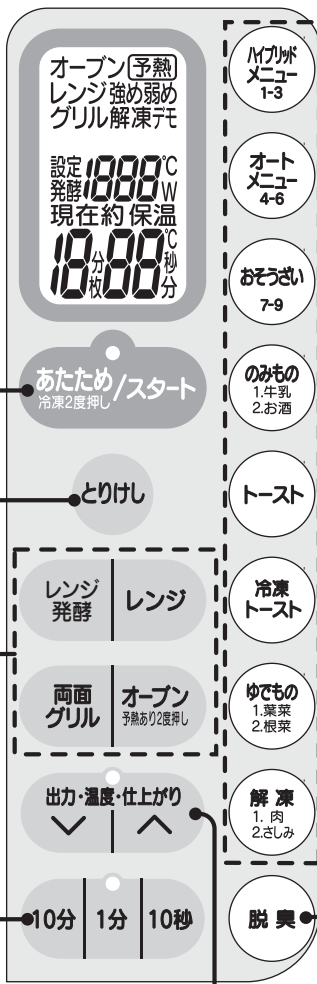 オーブン 予熱
レンジ 強め弱め
グリル 解凍デモ
設定 1888 ℃
発酵 W
現在約保温
18分88℃秒
枚 分
あたため/スタート
冷凍2度押し
とりけし
レンジ
発酵
レンジ
両面
グリル
オーブン
予熱あり2度押し
出力・温度・仕上がり
10分
1分
10秒
ハイブリッド
メニュー
1-3
オート
メニュー
4-6
おそうざい
7-9
のみもの
1.牛乳
2.お酒
トースト
冷凍
トースト
ゆでもの
1.葉菜
2.根菜
解凍
1. 肉
2.さしみ
脱臭